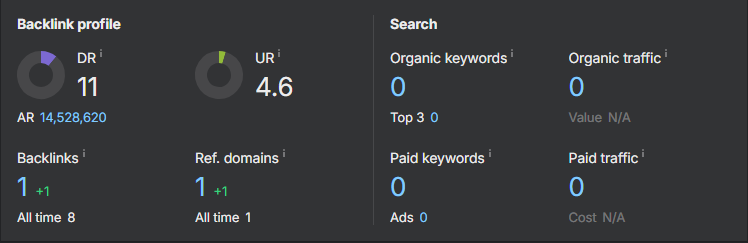 Backlink profile
DR i
11
AR 14,528,620
UR i
4.6
Backlinks i
1 +1
All time 8
Ref. domains i
1 +1
All time 1
Search
Organic keywords i
0
Top 3 0
Organic traffic i
0
Value N/A
Paid keywords i
0
Ads 0
Paid traffic i
0
Cost N/A